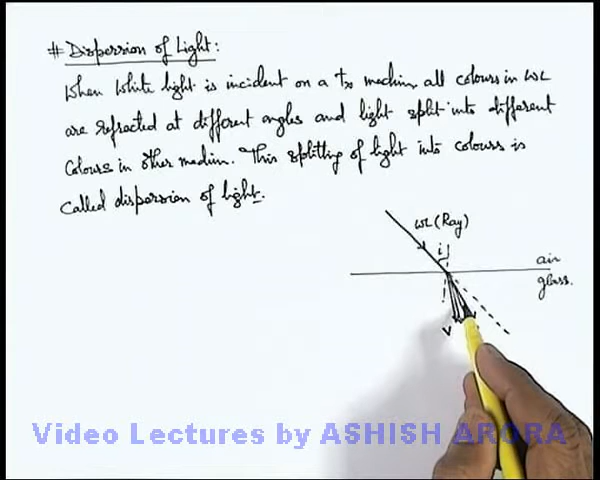 # Dispersion of Light:
When White light is incident on a txn medium all colours in WL
are refracted at different angles and light split into different
Colours in other medium. This splitting of light into colours is
called dispersion of light.
WL (Ray)
i
air
glass.
V
Video Lectures by ASHISH ARORA